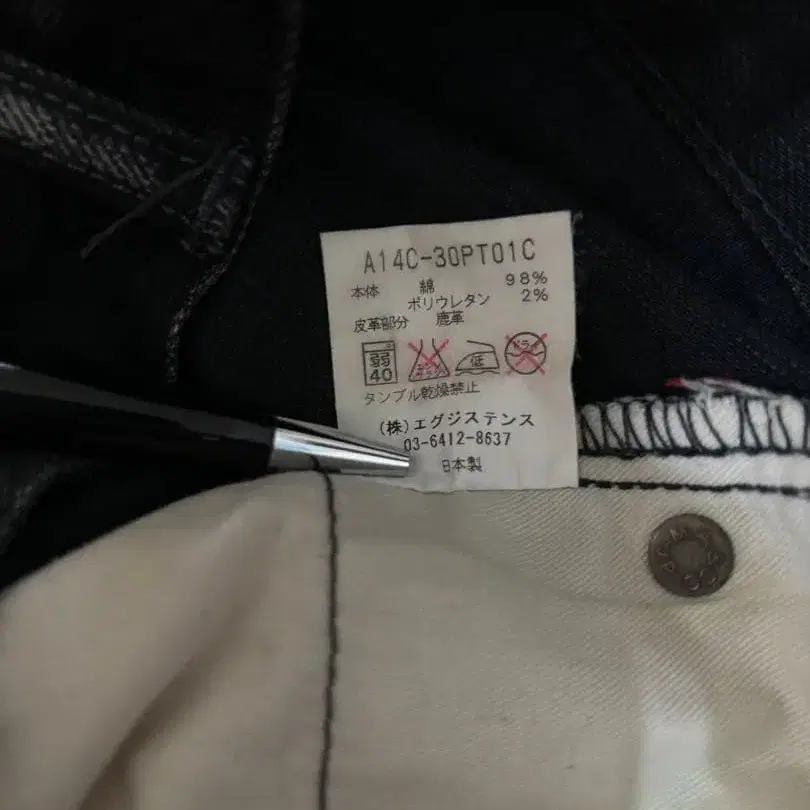 A14C-30PT01C
本体 綿 98%
ポリウレタン 2%
皮革部分 鹿革
弱 40 低
タンブル乾燥禁止
(株)エグジステンス
03-6412-8637
日本製